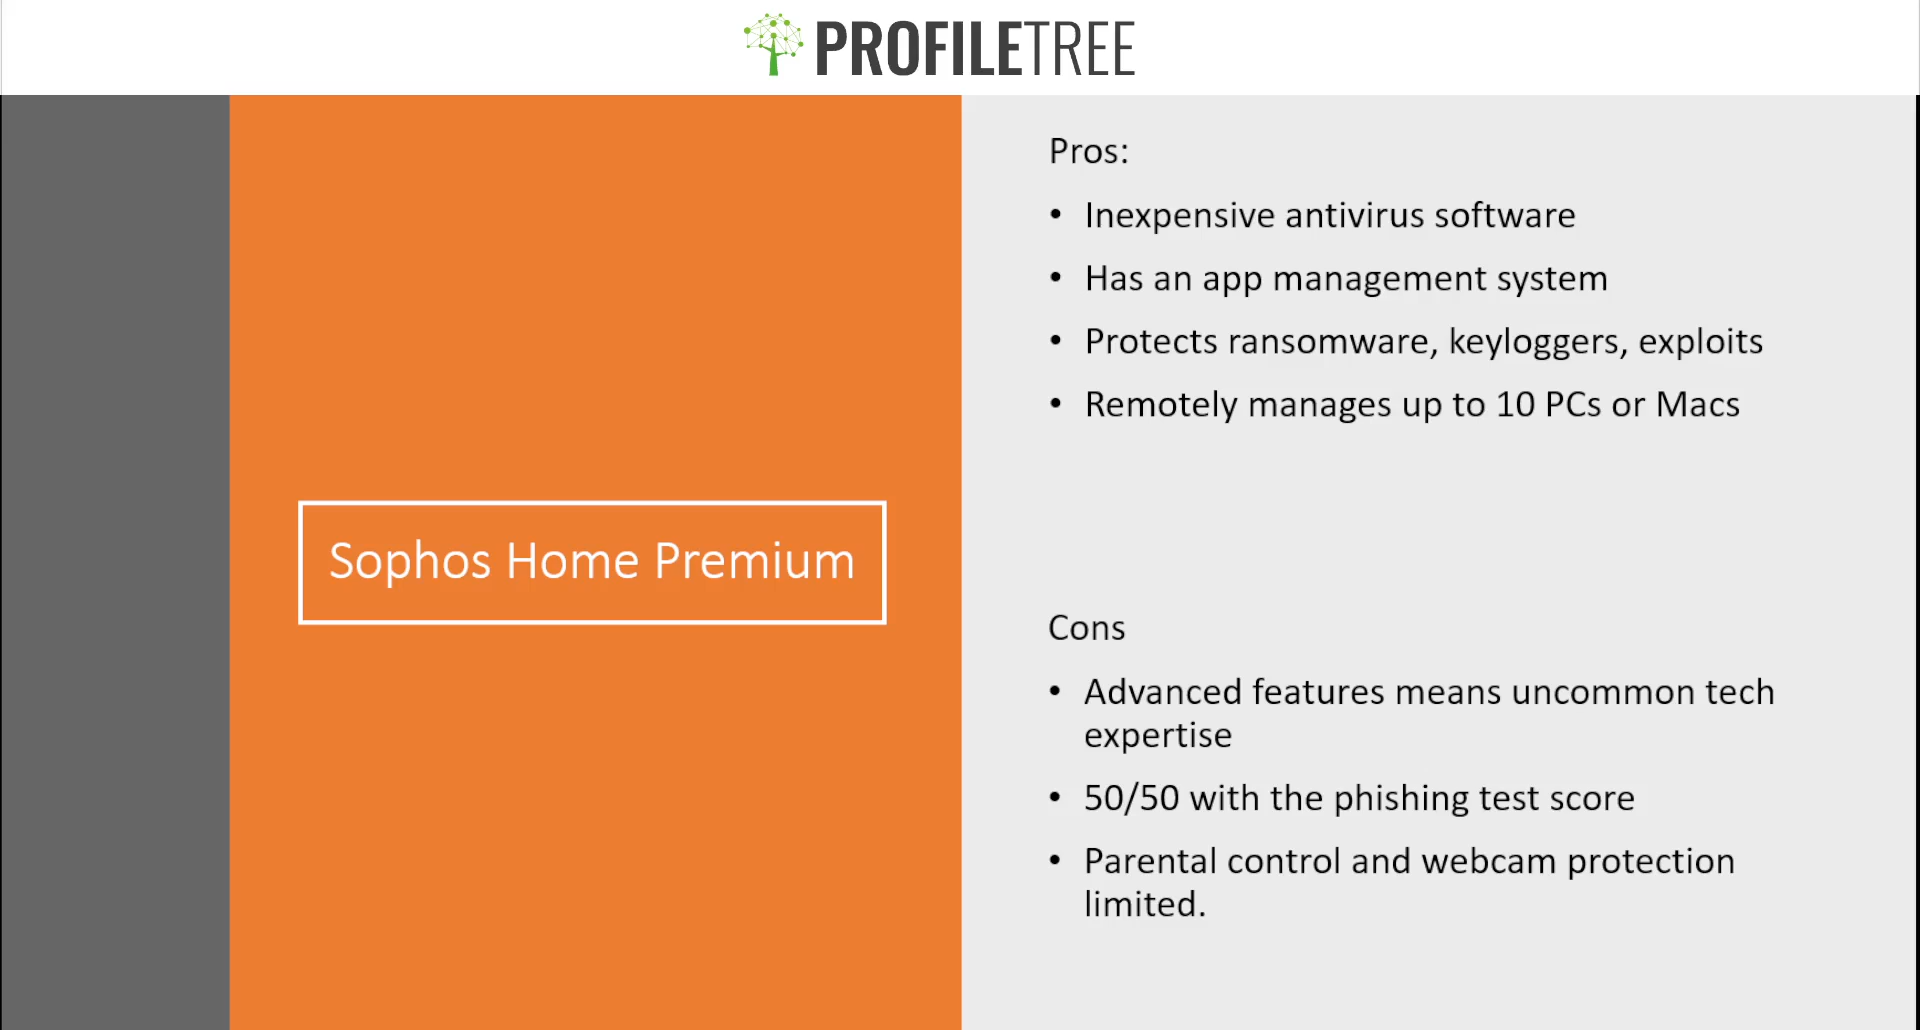 PROFILETREE
Sophos Home Premium
Pros:
• Inexpensive antivirus software
• Has an app management system
• Protects ransomware, keyloggers, exploits
• Remotely manages up to 10 PCs or Macs
Cons
• Advanced features means uncommon tech
expertise
• 50/50 with the phishing test score
• Parental control and webcam protection
limited.